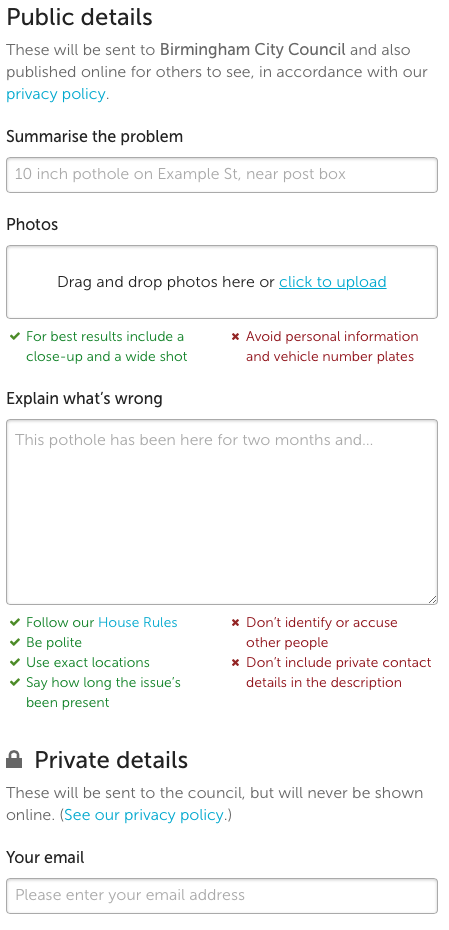 Public details
These will be sent to Birmingham City Council and also
published online for others to see, in accordance with our
privacy policy.
Summarise the problem
10 inch pothole on Example St, near post box
Photos
Drag and drop photos here or click to upload
For best results include a
close-up and a wide shot
Avoid personal information
and vehicle number plates
Explain what’s wrong
This pothole has been here for two months and…
Follow our House Rules
Be polite
Use exact locations
Say how long the issue’s
been present
Don’t identify or accuse
other people
Don’t include private contact
details in the description
Private details
These will be sent to the council, but will never be shown
online. (See our privacy policy.)
Your email
Please enter your email address